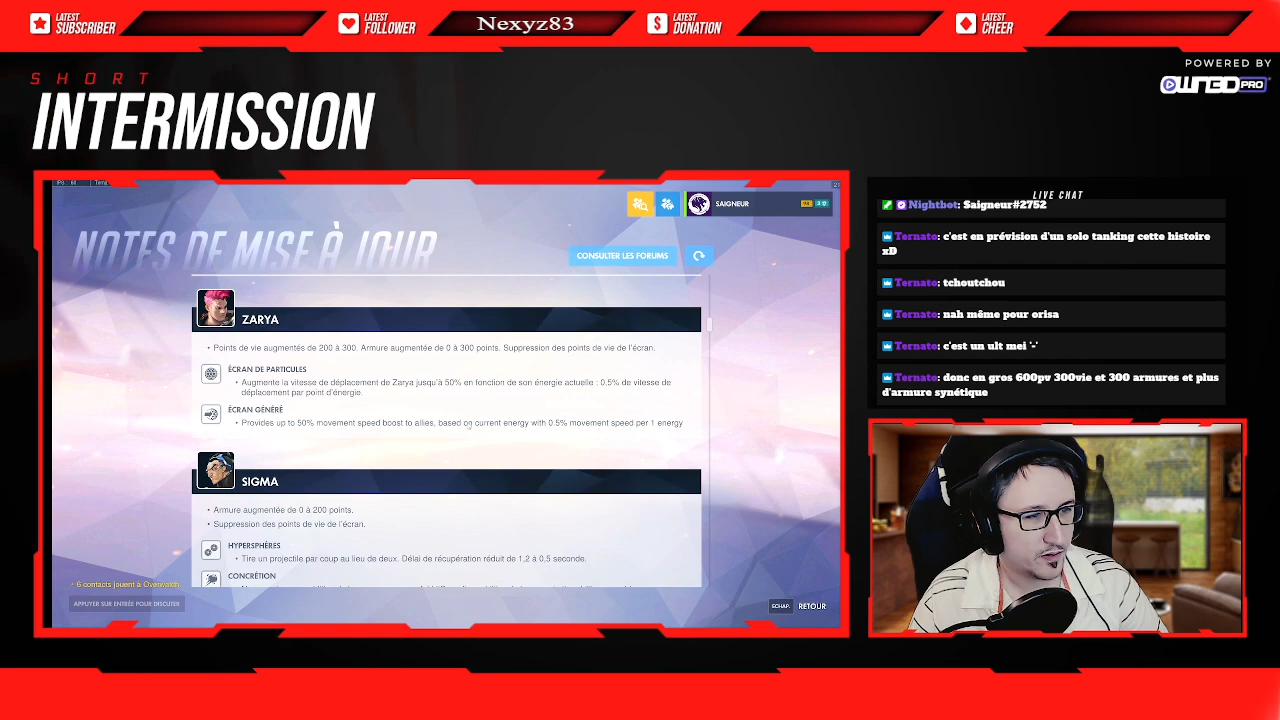 LATEST
SUBSCRIBER
LATEST
FOLLOWER
Nexyz83
$
LATEST
DONATION
LATEST
CHEER
POWERED BY
OWN3D PRO
SHORT
INTERMISSION
SAIGNEUR
NOTES DE MISE À JOUR
CONSULTER LES FORUMS
ZARYA
• Points de vie augmentés de 200 à 300. Armure augmentée de 0 à 300 points. Suppression des points de vie de l'écran.
ÉCRAN DE PARTICULES
• Augmente la vitesse de déplacement de Zarya jusqu'à 50% en fonction de son énergie actuelle : 0.5% de vitesse de
déplacement par point d'énergie.
ÉCRAN GÉNÉRÉ
• Provides up to 50% movement speed boost to allies, based on current energy with 0.5% movement speed per 1 energy
SIGMA
• Armure augmentée de 0 à 200 points.
• Suppression des points de vie de l'écran.
HYPERSPHÈRES
• Tire un projectile par coup au lieu de deux. Délai de récupération réduit de 1,2 à 0,5 seconde.
CONCRÉTION
• 6 contacts jouent à Overwatch
APPUYER SUR ENTRÉE POUR DISCUTER
ECHAP. RETOUR
LIVE CHAT
Nightbot: Saigneur#2752
Ternato: c'est en prévision d'un solo tanking cette histoire
xD
Ternato: tchoutchou
Ternato: nah même pour orisa
Ternato: c'est un ult mei '-'
Ternato: donc en gros 600pv 300vie et 300 armures et plus
d'armure synétique